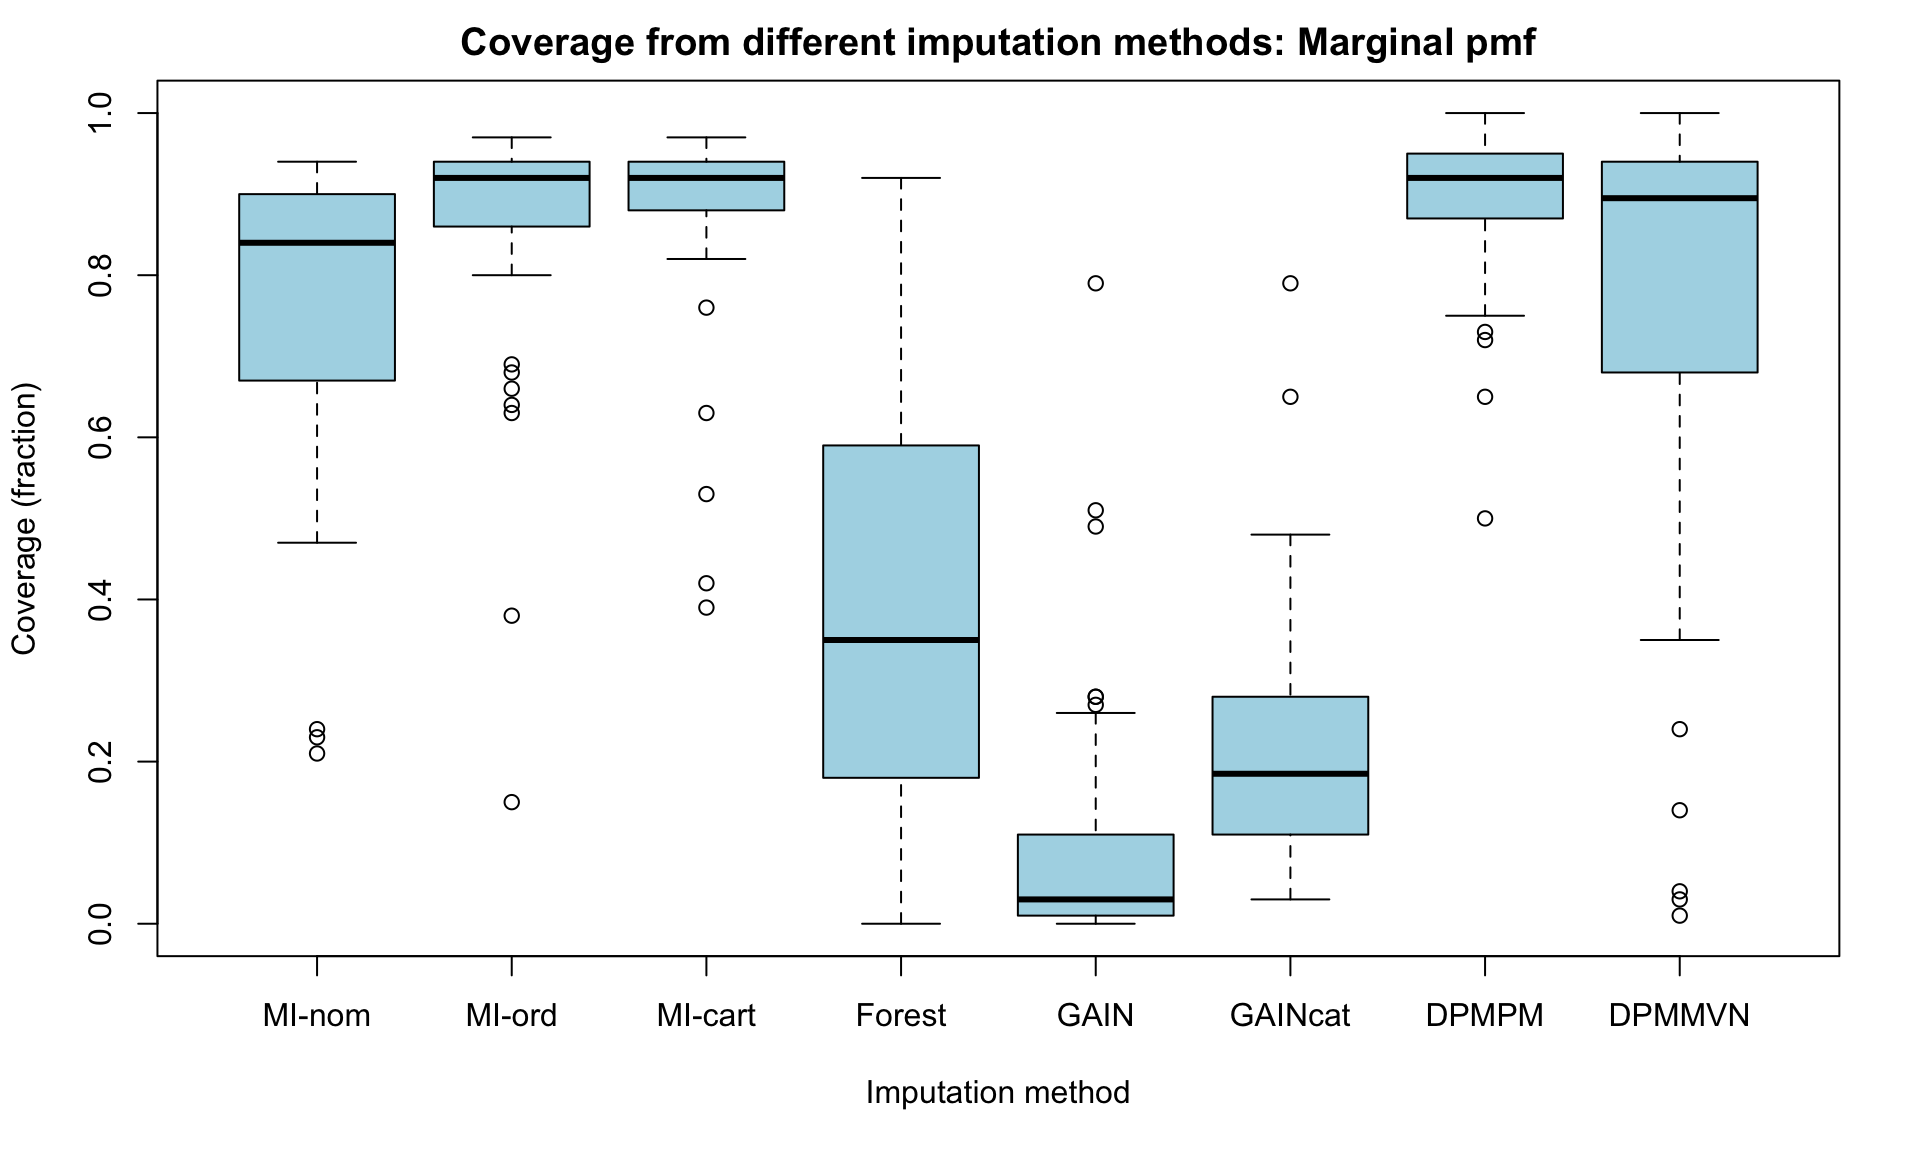 Coverage from different imputation methods: Marginal pmf
Coverage (fraction)
1.0
0.8
0.6
0.4
0.2
0.0
MI-nom MI-ord MI-cart Forest GAIN GAINcat DPMPM DPMMVN
Imputation method